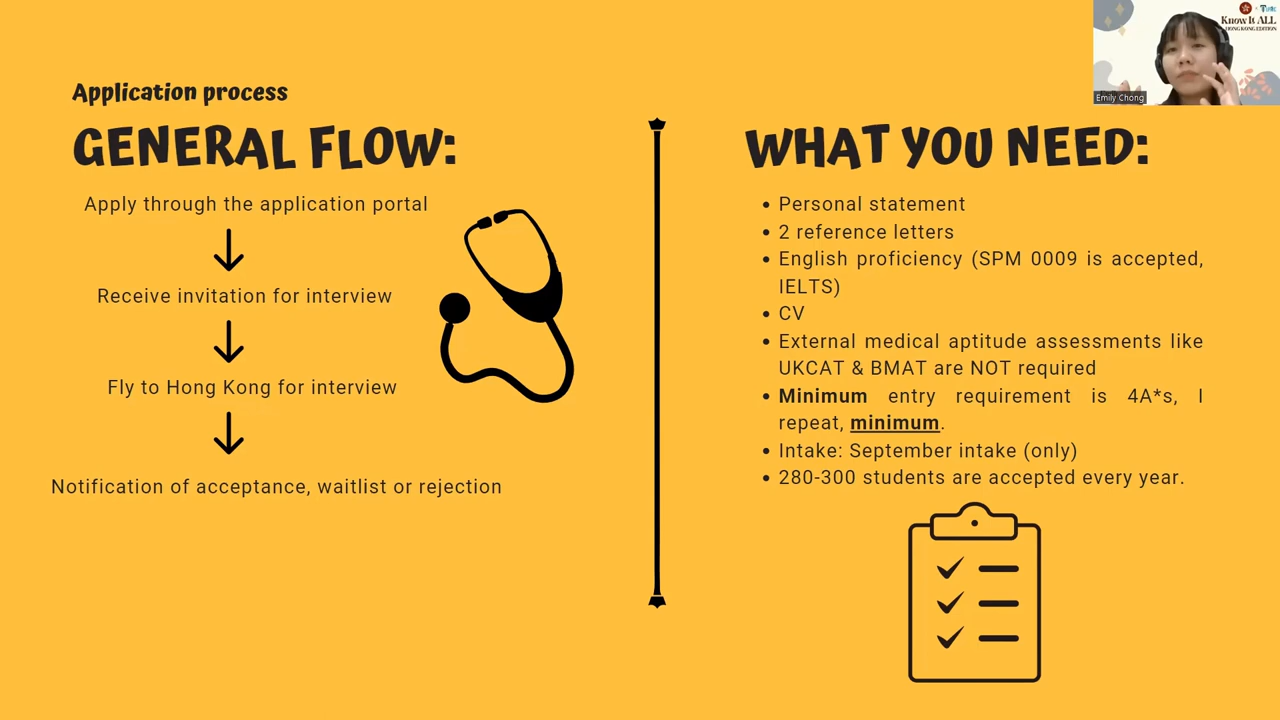 Know It ALL
HONG KONG EDITION
Emily Chong
Application process
GENERAL FLOW:
Apply through the application portal
Receive invitation for interview
Fly to Hong Kong for interview
Notification of acceptance, waitlist or rejection
WHAT YOU NEED:
• Personal statement
• 2 reference letters
• English proficiency (SPM 0009 is accepted,
IELTS)
• CV
• External medical aptitude assessments like
UKCAT & BMAT are NOT required
• Minimum entry requirement is 4A*s, I
repeat, minimum.
• Intake: September intake (only)
• 280-300 students are accepted every year.